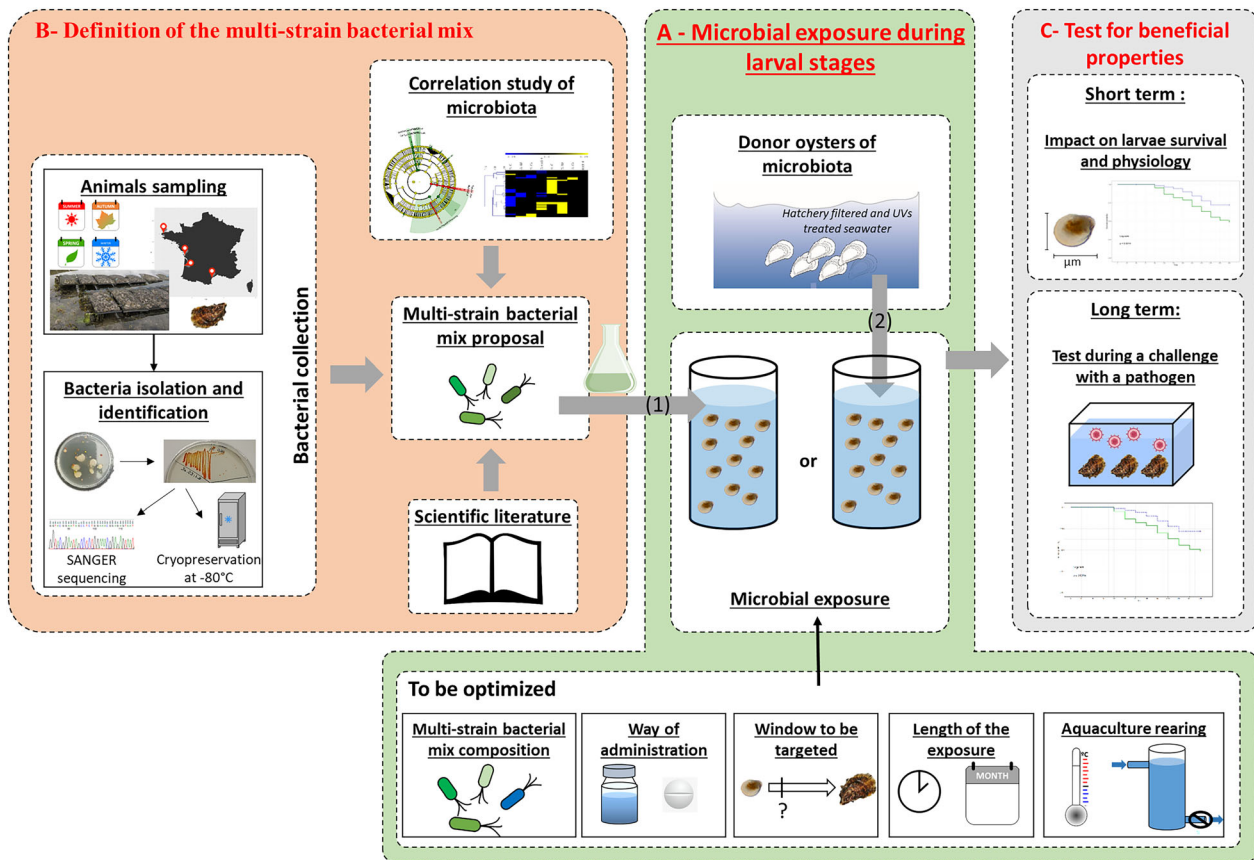 B- Definition of the multi-strain bacterial mix
Correlation study of
microbiota
Animals sampling
SUMMER
AUTUMN
SPRING
Bacteria isolation and
identification
SANGER
sequencing
Cryopreservation
at -80°C
Bacterial collection
Multi-strain bacterial
mix proposal
Scientific literature
(1)
A - Microbial exposure during
larval stages
Donor oysters of
microbiota
Hatchery filtered and UVs
treated seawater
(2)
or
Microbial exposure
C- Test for beneficial
properties
Short term :
Impact on larvae survival
and physiology
µm
Long term:
Test during a challenge
with a pathogen
To be optimized
Multi-strain bacterial
mix composition
Way of
administration
Window to be
targeted
?
Length of the
exposure
MONTH
Aquaculture rearing
°C